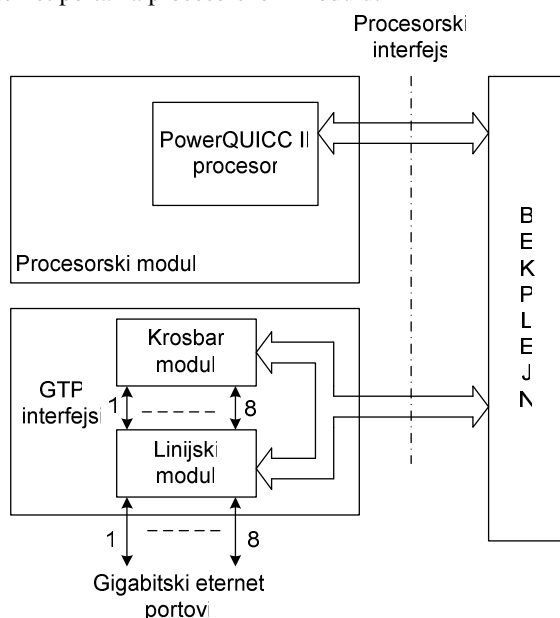 Procesorski
interfejs
PowerQUICC II
procesor
Procesorski modul
B
E
K
P
L
E
J
N
Krosbar
modul
GTP
interfejsi
1
8
Linijski
modul
1
8
Gigabitski eternet
portovi